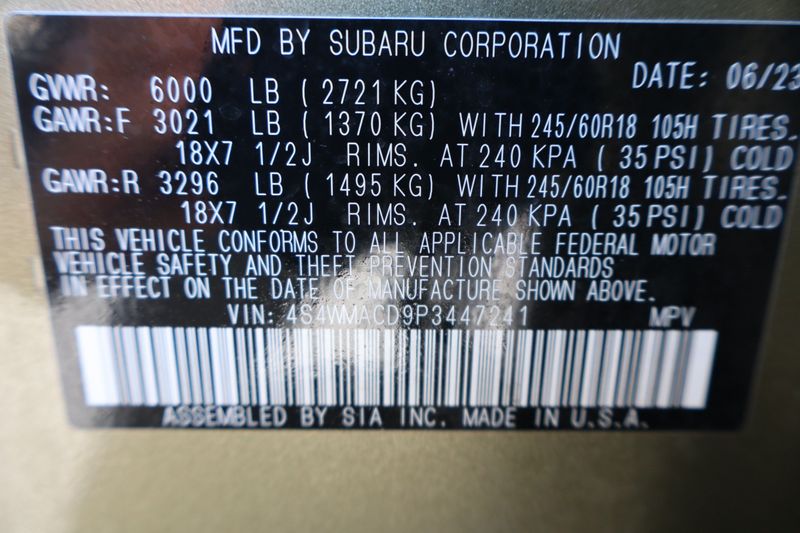 MFD BY SUBARU CORPORATION
DATE: 06/23
GVWR: 6000 LB ( 2721 KG)
GAWR:F 3021 LB ( 1370 KG) WITH 245/60R18 105H TIRES.
18X7 1/2J RIMS. AT 240 KPA ( 35 PSI) COLD
GAWR:R 3296 LB ( 1495 KG) WITH 245/60R18 105H TIRES.
18X7 1/2J RIMS. AT 240 KPA ( 35 PSI) COLD
THIS VEHICLE CONFORMS TO ALL APPLICABLE FEDERAL MOTOR
VEHICLE SAFETY AND THEFT PREVENTION STANDARDS
IN EFFECT ON THE DATE OF MANUFACTURE SHOWN ABOVE.
VIN: 4S4WMACD9P3447241 MPV
ASSEMBLED BY SIA INC. MADE IN U.S.A.